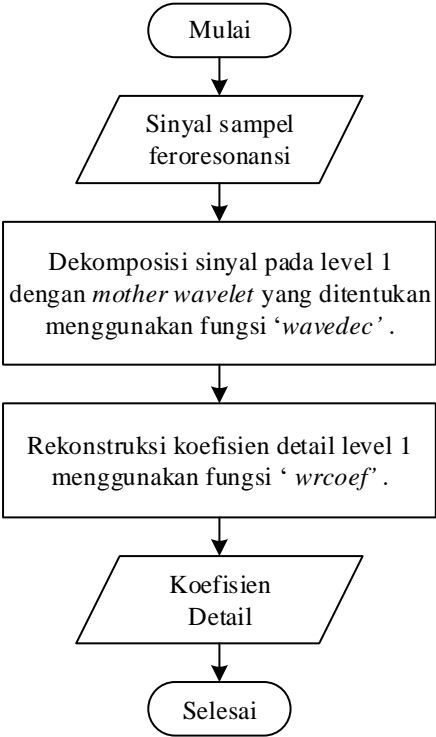 Mulai
Sinyal sampel
feroresonansi
Dekomposisi sinyal pada level 1
dengan mother wavelet yang ditentukan
menggunakan fungsi ‘wavedec’ .
Rekonstruksi koefisien detail level 1
menggunakan fungsi ‘ wrcoef’ .
Koefisien
Detail
Selesai